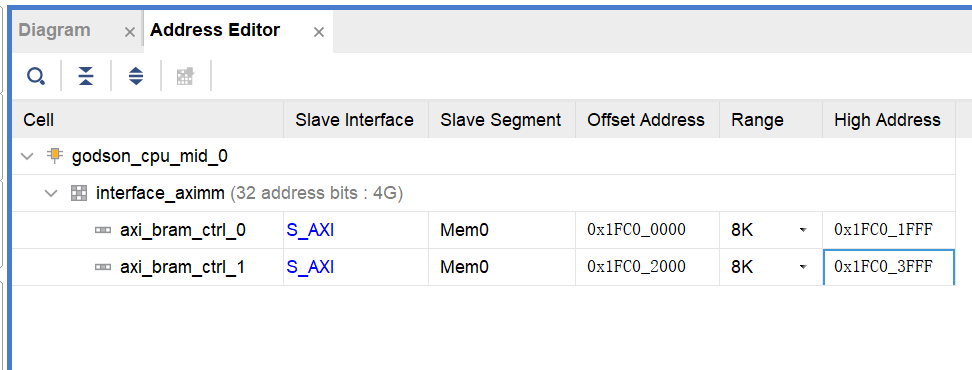 Diagram × Address Editor ×
Cell Slave Interface Slave Segment Offset Address Range High Address
godson_cpu_mid_0
interface_aximm (32 address bits : 4G)
axi_bram_ctrl_0 S_AXI Mem0 0x1FC0_0000 8K 0x1FC0_1FFF
axi_bram_ctrl_1 S_AXI Mem0 0x1FC0_2000 8K 0x1FC0_3FFF